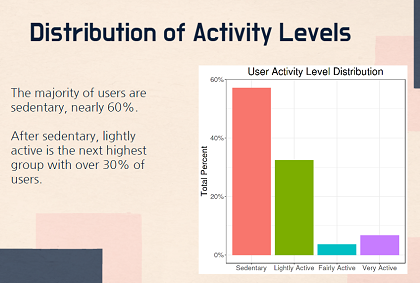 Distribution of Activity Levels
The majority of users are
sedentary, nearly 60%.
After sedentary, lightly
active is the next highest
group with over 30% of
users.
User Activity Level Distribution
Total Percent
60%
40%
20%
0%
Sedentary Lightly Active Fairly Active Very Active